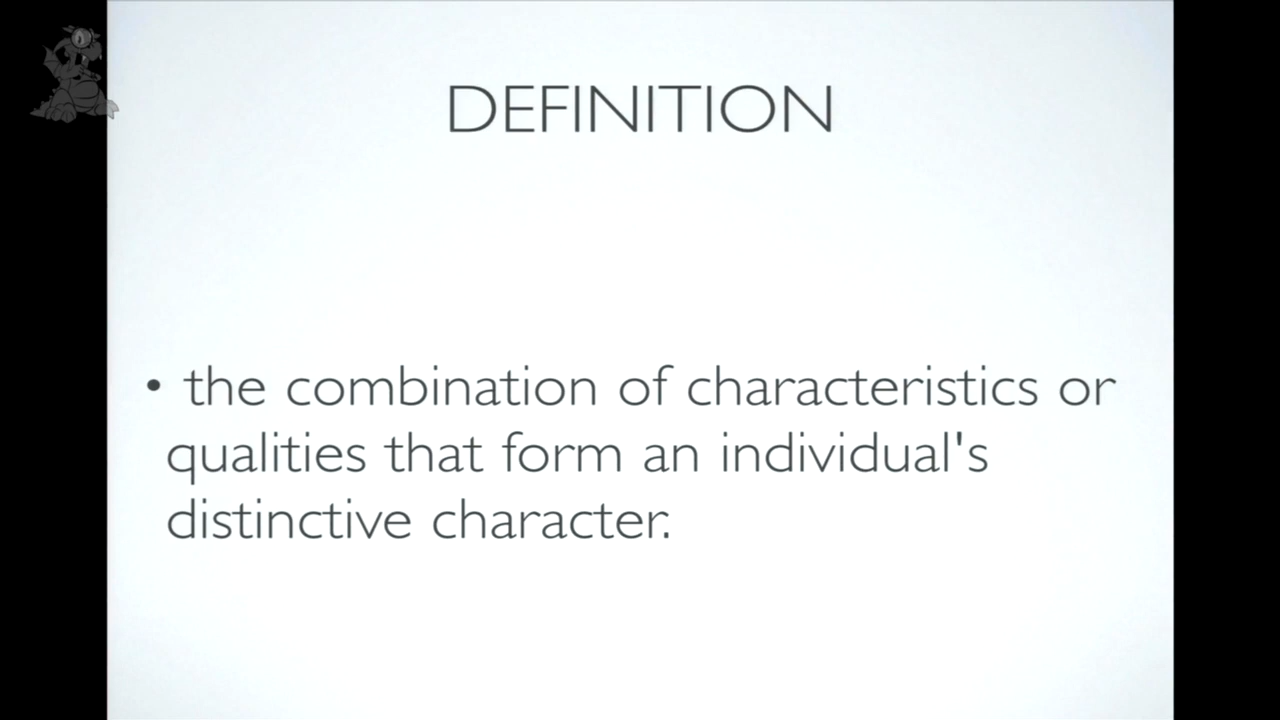 DEFINITION
• the combination of characteristics or
qualities that form an individual's
distinctive character.